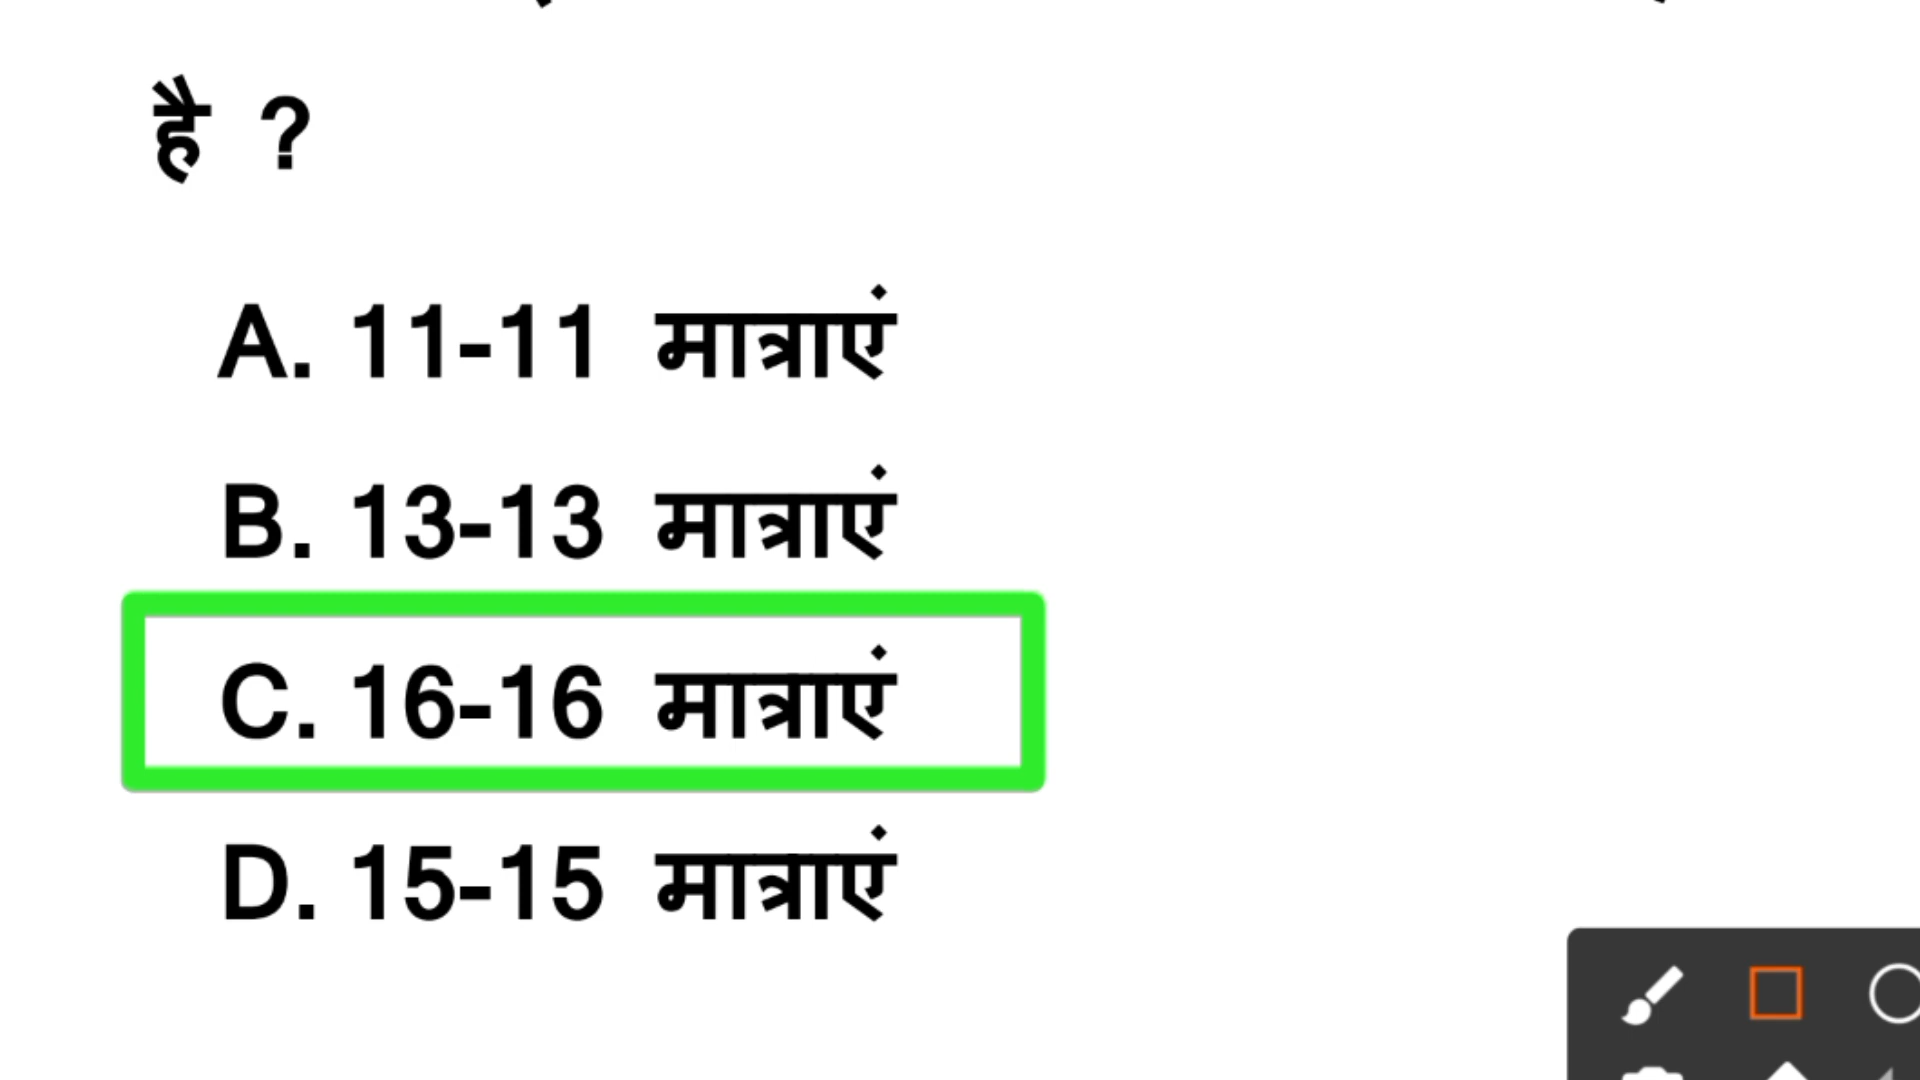 है ?
A. 11-11 मात्राएं
B. 13-13 मात्राएं
C. 16-16 मात्राएं
D. 15-15 मात्राएं